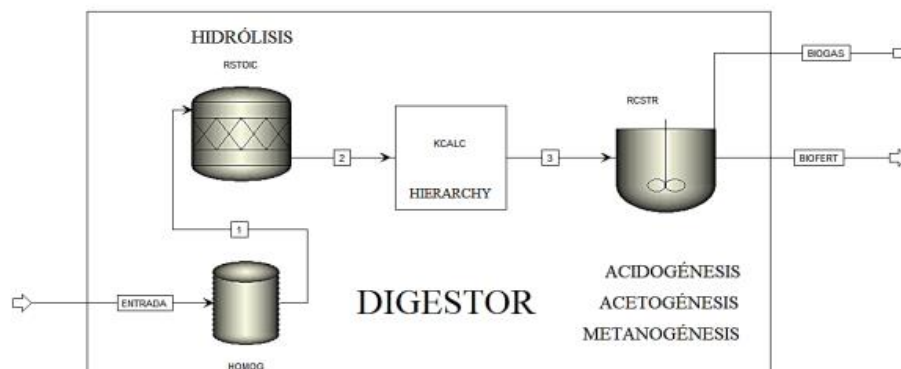 HIDRÓLISIS
RSTOIC
BIOGAS
RCSTR
KCALC
2
3
BIOFERT
HIERARCHY
1
ACIDOGÉNESIS
DIGESTOR
ACETOGÉNESIS
ENTRADA
METANOGÉNESIS
HOMOG